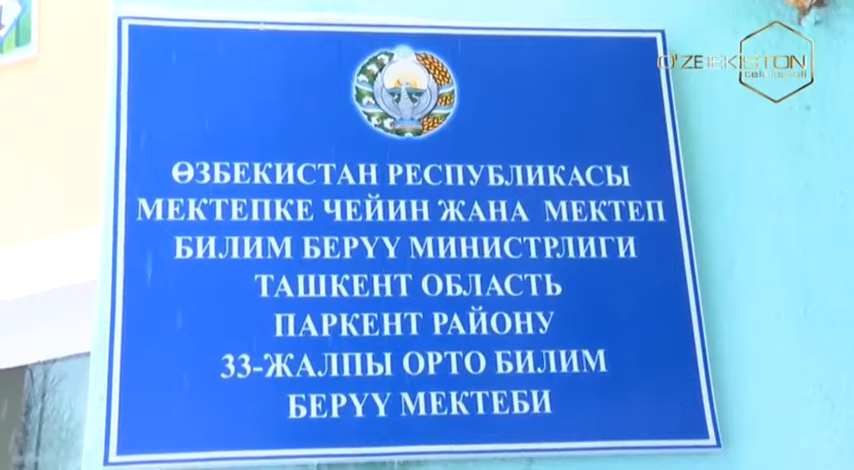 O'ZBEKISTON
telekanali
ӨЗБЕКИСТАН РЕСПУБЛИКАСЫ
МЕКТЕПКЕ ЧЕЙИН ЖАНА МЕКТЕП
БИЛИМ БЕРҮҮ МИНИСТРЛИГИ
ТАШКЕНТ ОБЛАСТЬ
ПАРКЕНТ РАЙОНУ
33-ЖАЛПЫ ОРТО БИЛИМ
БЕРҮҮ МЕКТЕБИ